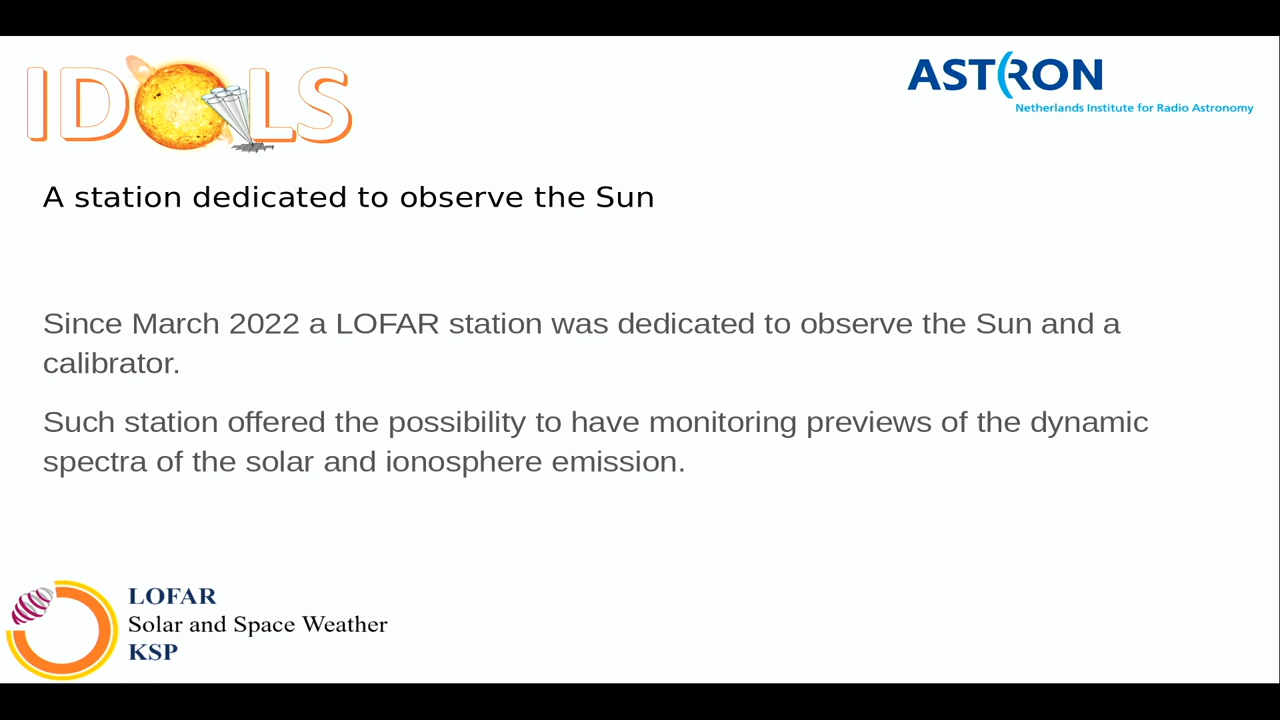 IDOLS
ASTRON
Netherlands Institute for Radio Astronomy
A station dedicated to observe the Sun
Since March 2022 a LOFAR station was dedicated to observe the Sun and a
calibrator.
Such station offered the possibility to have monitoring previews of the dynamic
spectra of the solar and ionosphere emission.
LOFAR
Solar and Space Weather
KSP